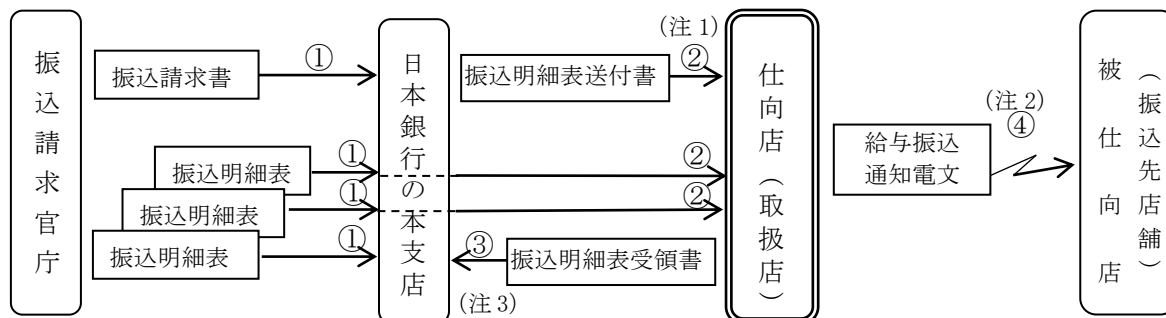 振込請求官庁
振込請求書
①
振込明細表
①
振込明細表
①
振込明細表
①
日本銀行の本支店
(注 1)
振込明細表送付書
②
②
②
③
振込明細表受領書
(注 3)
仕向店（取扱店）
給与振込
通知電文
(注 2)
④
被仕向店
（振込先店舗）